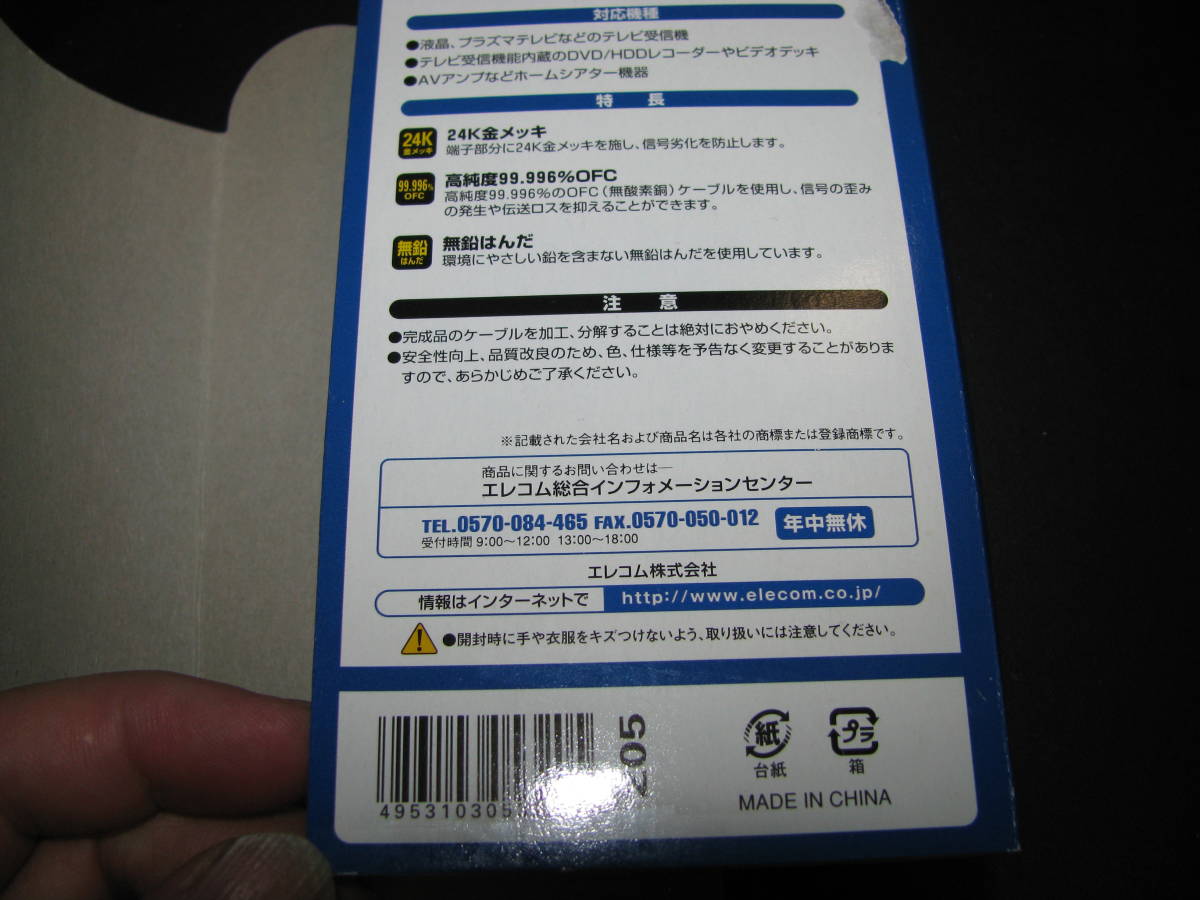 対応機種
●液晶、プラズマテレビなどのテレビ受信機
●テレビ受信機能内蔵のDVD/HDDレコーダーやビデオデッキ
●AVアンプなどホームシアター機器
特 長
24K
金メッキ
24K金メッキ
端子部分に24K金メッキを施し、信号劣化を防止します。
99.996%
OFC
高純度99.996%OFC
高純度99.996%のOFC（無酸素銅）ケーブルを使用し、信号の歪み
の発生や伝送ロスを抑えることができます。
無鉛
はんだ
無鉛はんだ
環境にやさしい鉛を含まない無鉛はんだを使用しています。
注 意
●完成品のケーブルを加工、分解することは絶対におやめください。
●安全性向上、品質改良のため、色、仕様等を予告なく変更することがありま
すので、あらかじめご了承ください。
※記載された会社名および商品名は各社の商標または登録商標です。
商品に関するお問い合わせは―
エレコム総合インフォメーションセンター
TEL.0570-084-465 FAX.0570-050-012 年中無休
受付時間 9:00～12:00 13:00～18:00
エレコム株式会社
情報はインターネットで http://www.elecom.co.jp/
●開封時に手や衣服をキズつけないよう、取り扱いには注意してください。
205
495310305
紙
台紙
プラ
箱
MADE IN CHINA